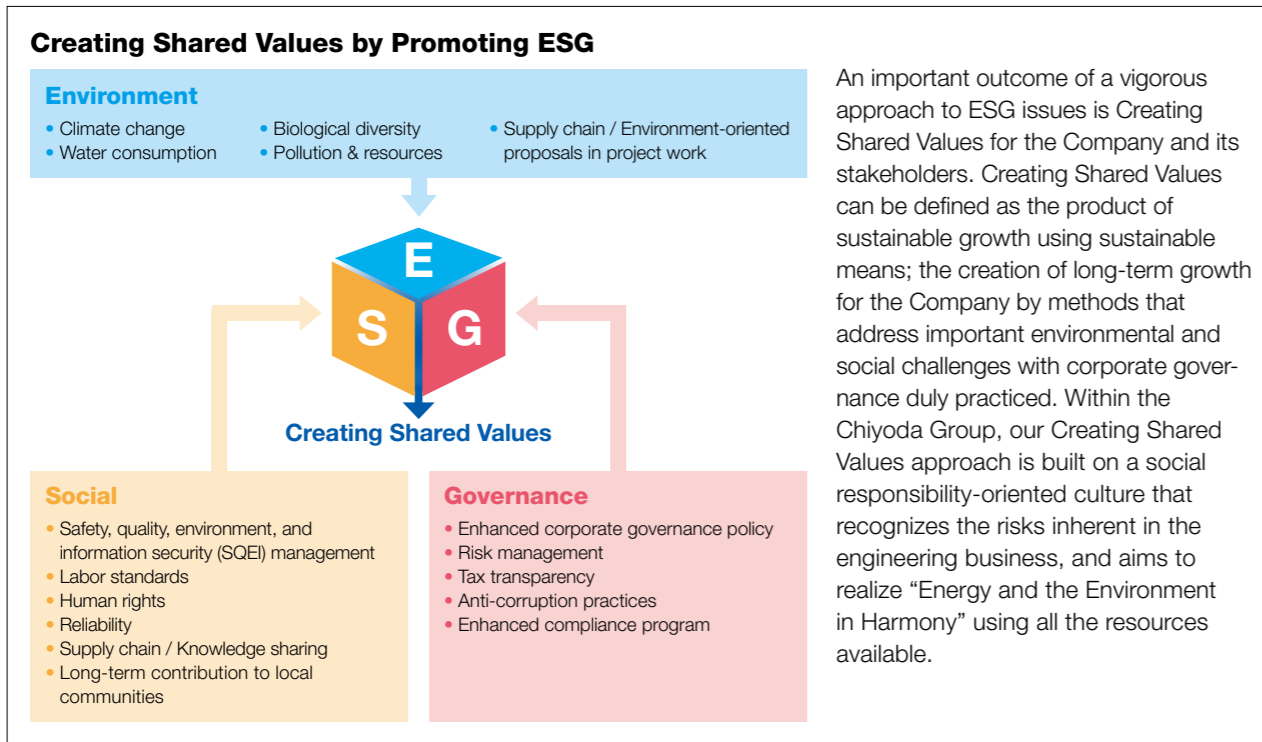 Creating Shared Values by Promoting ESG
Environment
• Climate change
• Water consumption
• Biological diversity
• Pollution & resources
• Supply chain / Environment-oriented
proposals in project work
E
S
G
Creating Shared Values
Social
• Safety, quality, environment, and
information security (SQEI) management
• Labor standards
• Human rights
• Reliability
• Supply chain / Knowledge sharing
• Long-term contribution to local
communities
Governance
• Enhanced corporate governance policy
• Risk management
• Tax transparency
• Anti-corruption practices
• Enhanced compliance program
An important outcome of a vigorous
approach to ESG issues is Creating
Shared Values for the Company and its
stakeholders. Creating Shared Values
can be defined as the product of
sustainable growth using sustainable
means; the creation of long-term growth
for the Company by methods that
address important environmental and
social challenges with corporate gover-
nance duly practiced. Within the
Chiyoda Group, our Creating Shared
Values approach is built on a social
responsibility-oriented culture that
recognizes the risks inherent in the
engineering business, and aims to
realize “Energy and the Environment
in Harmony” using all the resources
available.